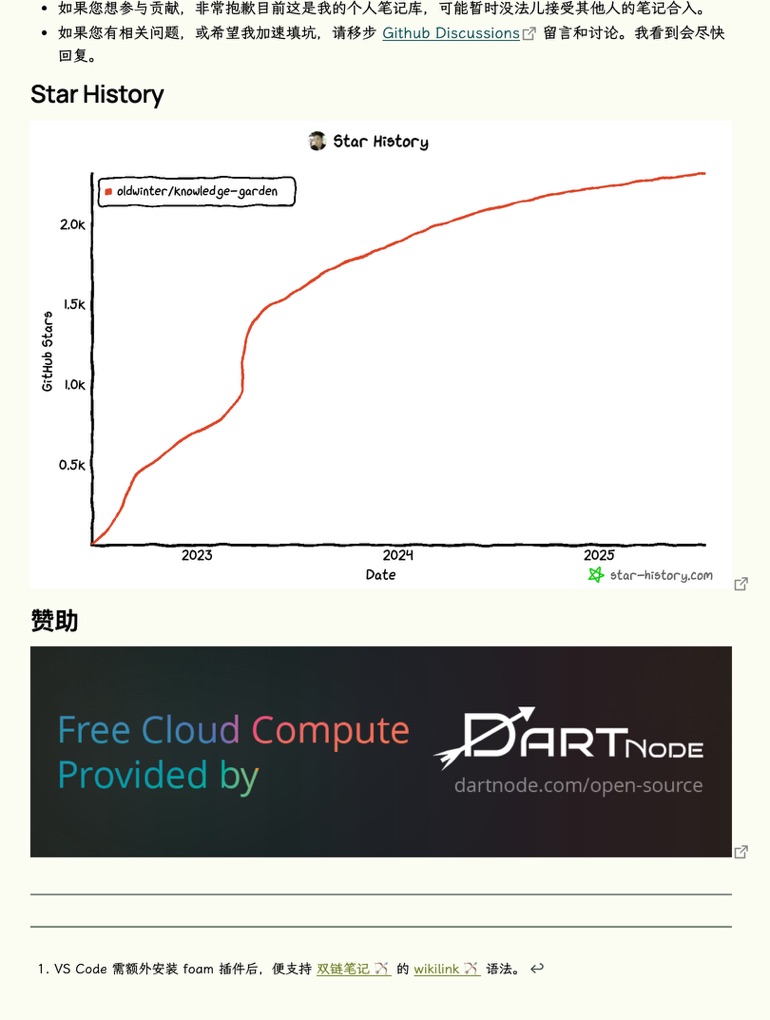 如果您想参与贡献，非常抱歉目前这是我的个人笔记库，可能暂时没法儿接受其他人的笔记合入。
如果您有相关问题，或希望我加速填坑，请移步 Github Discussions 留言和讨论。我看到会尽快
回复。
Star History
Star History
oldwinter/knowledge-garden
2.0k
1.5k
GitHub Stars
1.0k
0.5k
2023 2024 2025
Date
star-history.com
赞助
Free Cloud Compute
Provided by
DARTNODE
dartnode.com/open-source
1. VS Code 需额外安装 foam 插件后，便支持 双链笔记 的 wikilink 语法。 ↩